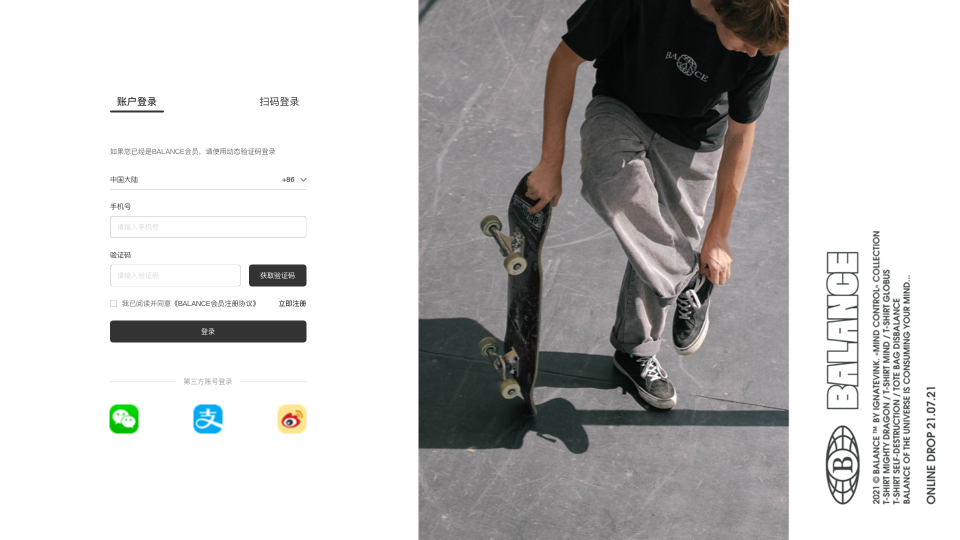 账户登录
扫码登录
如果您已经是BALANCE会员，请使用动态验证码登录
中国大陆
+86
手机号
请输入手机号
验证码
请输入验证码
获取验证码
我已阅读并同意《BALANCE会员注册协议》
立即注册
登录
第三方账号登录
支
BALANCE
BALANCE
B
2021 © BALANCE ™ BY IGNATEVINK. «MIND CONTROL» COLLECTION
T-SHIRT MIGHTY DRAGON / T-SHIRT MIND / T-SHIRT GLOBUS
T-SHIRT SELF-DESTRUCTION / TOTE BAG DISBALANCE
BALANCE OF THE UNIVERSE IS CONSUMING YOUR MIND...
ONLINE DROP 21.07.21